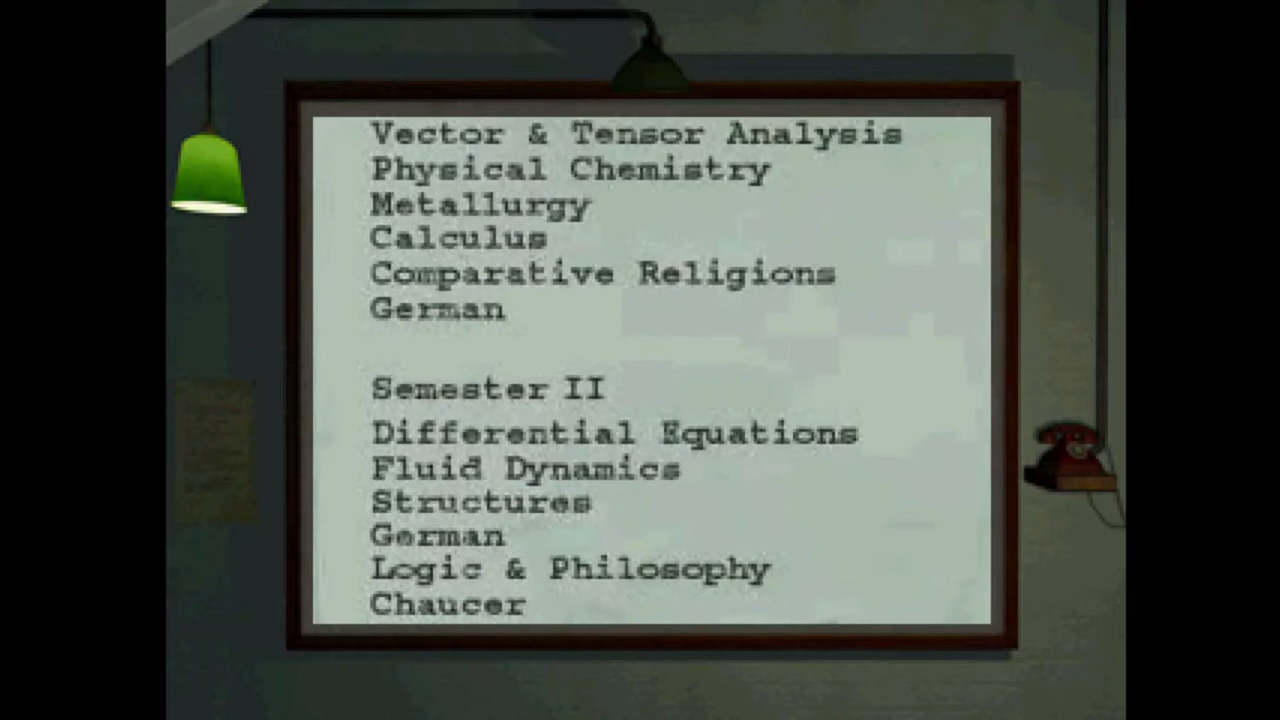 Vector & Tensor Analysis
Physical Chemistry
Metallurgy
Calculus
Comparative Religions
German
Semester II
Differential Equations
Fluid Dynamics
Structures
German
Logic & Philosophy
Chaucer